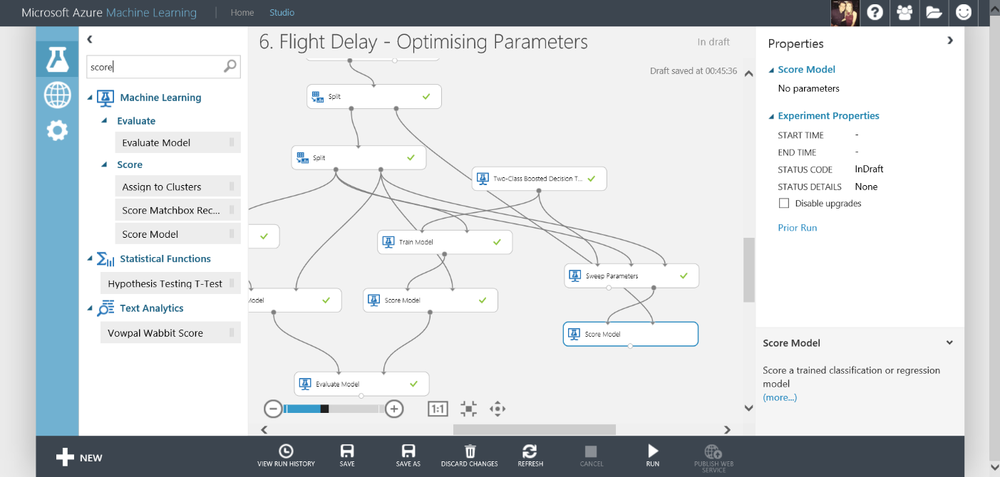 Microsoft Azure Machine Learning
Home
Studio
score
Machine Learning
Evaluate
Evaluate Model
Score
Assign to Clusters
Score Matchbox Rec...
Score Model
Statistical Functions
Hypothesis Testing T-Test
Text Analytics
Vowpal Wabbit Score
6. Flight Delay - Optimising Parameters
In draft
Draft saved at 00:45:36
Split
Split
Two-Class Boosted Decision T...
Train Model
Sweep Parameters
Model
Score Model
Score Model
Evaluate Model
1:1
Properties
Score Model
No parameters
Experiment Properties
START TIME -
END TIME -
STATUS CODE InDraft
STATUS DETAILS None
Disable upgrades
Prior Run
Score Model
Score a trained classification or regression
model
(more...)
NEW
VIEW RUN HISTORY
SAVE
SAVE AS
DISCARD CHANGES
REFRESH
CANCEL
RUN
PUBLISH WEB
SERVICE